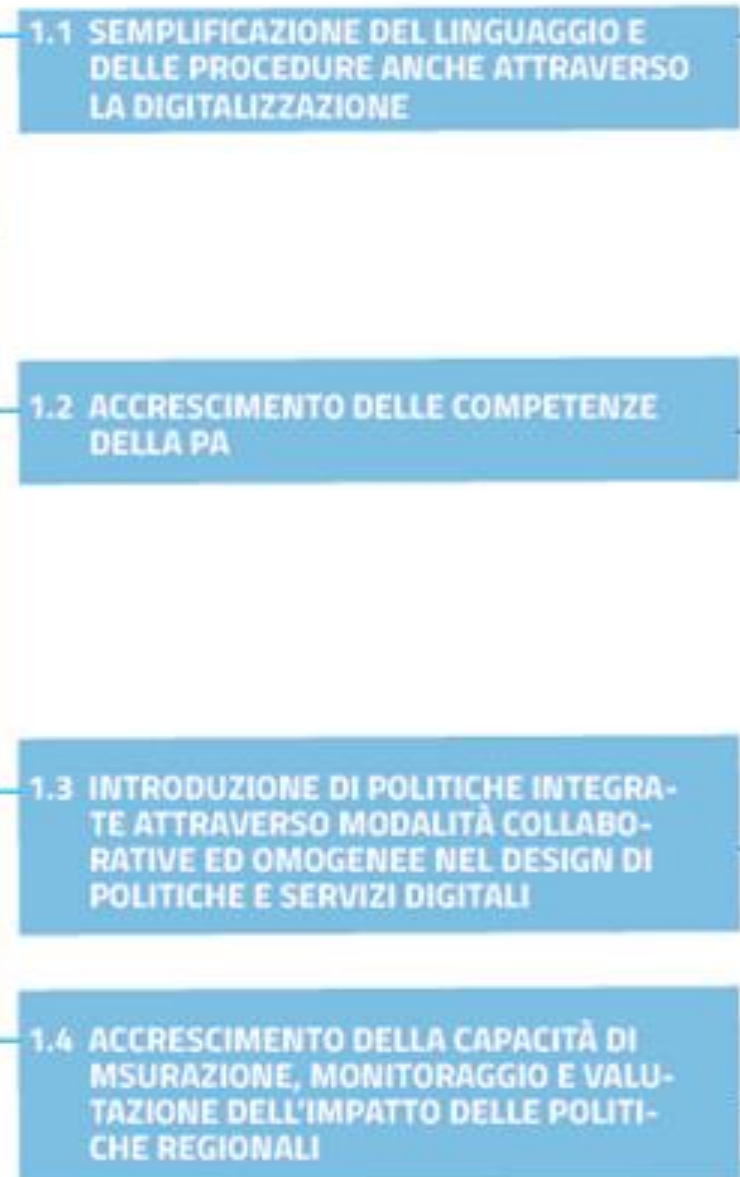 1.1 SEMPLIFICAZIONE DEL LINGUAGGIO E
DELLE PROCEDURE ANCHE ATTRAVERSO
LA DIGITALIZZAZIONE
1.2 ACCRESCIMENTO DELLE COMPETENZE
DELLA PA
1.3 INTRODUZIONE DI POLITICHE INTEGRA-
TE ATTRAVERSO MODALITÀ COLLABO-
RATIVE ED OMOGENEE NEL DESIGN DI
POLITICHE E SERVIZI DIGITALI
1.4 ACCRESCIMENTO DELLA CAPACITÀ DI
MSURAZIONE, MONITORAGGIO E VALU-
TAZIONE DELL'IMPATTO DELLE POLITI-
CHE REGIONALI